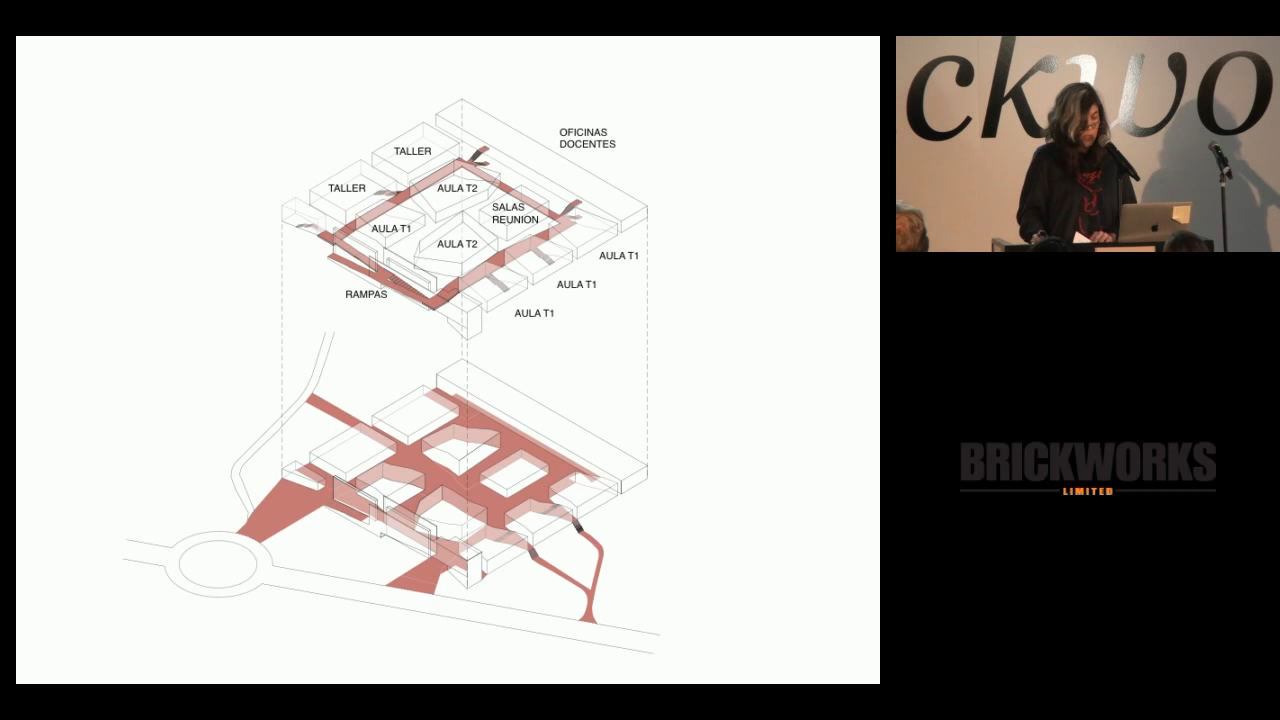 OFICINAS
DOCENTES
TALLER
TALLER
AULA T2
SALAS
REUNION
AULA T1
AULA T2
AULA T1
AULA T1
RAMPAS
AULA T1
ckwo
BRICKWORKS
LIMITED